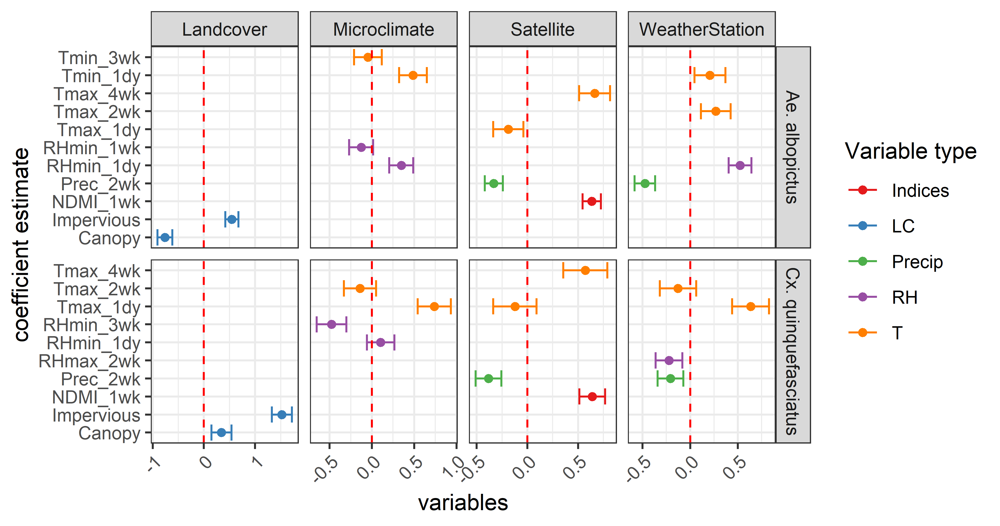 Landcover Microclimate Satellite WeatherStation
Tmin_3wk
Tmin_1dy
Tmax_4wk
Tmax_2wk
Tmax_1dy
RHmin_1wk
RHmin_1dy
Prec_2wk
NDMI_1wk
Impervious
Canopy
Ae. albopictus
Tmax_4wk
Tmax_2wk
Tmax_1dy
RHmin_3wk
RHmin_1dy
RHmax_2wk
Prec_2wk
NDMI_1wk
Impervious
Canopy
Cx. quinquefasciatus
coefficient estimate
-1 0 1 -0.5 0.0 0.5 1.0 -0.5 0.0 0.5 -0.5 0.0 0.5
variables
Variable type
Indices
LC
Precip
RH
T